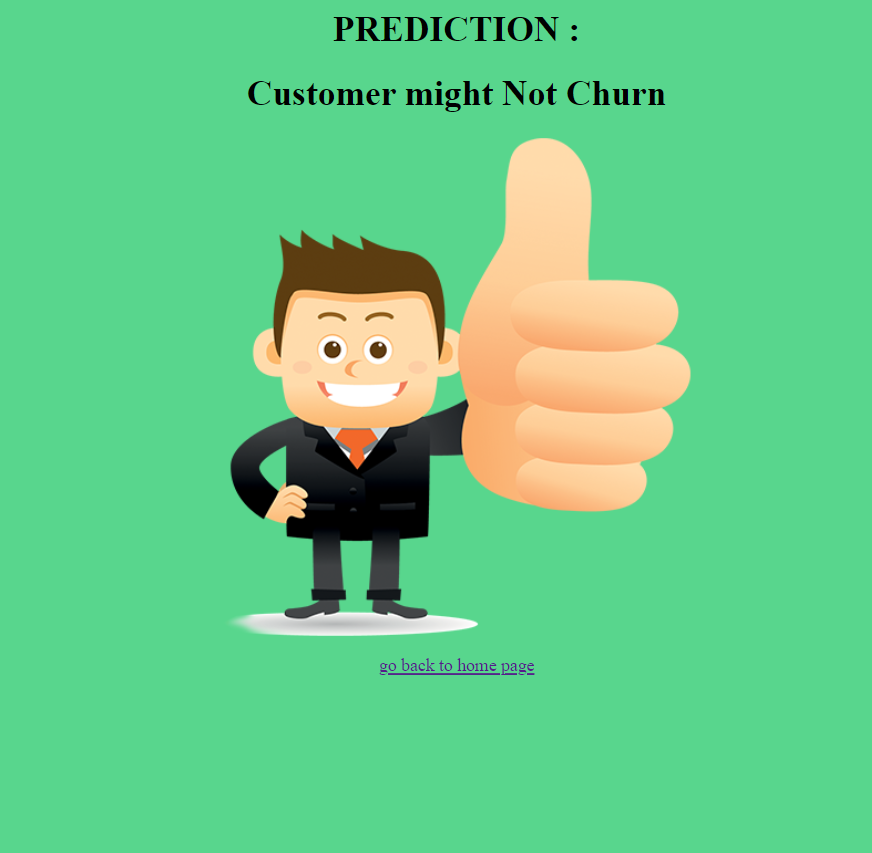 PREDICTION :
Customer might Not Churn
go back to home page